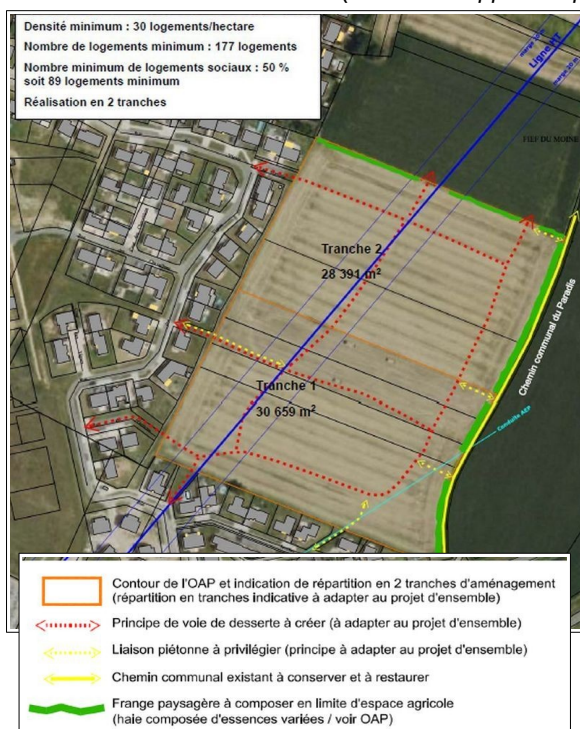 Densité minimum : 30 logements/hectare
Nombre de logements minimum : 177 logements
Nombre minimum de logements sociaux : 50 %
soit 89 logements minimum
Réalisation en 2 tranches
Ligne HT
FIEF DU MOINE
Tranche 2
28 391 m²
Chemin communal du Paradis
Tranche 1
30 659 m²
Conduite AEP
Contour de l'OAP et indication de répartition en 2 tranches d'aménagement
(répartition en tranches indicative à adapter au projet d'ensemble)
Principe de voie de desserte à créer (à adapter au projet d'ensemble)
Liaison piétonne à privilégier (principe à adapter au projet d'ensemble)
Chemin communal existant à conserver et à restaurer
Frange paysagère à composer en limite d'espace agricole
(haie composée d'essences variées / voir OAP)